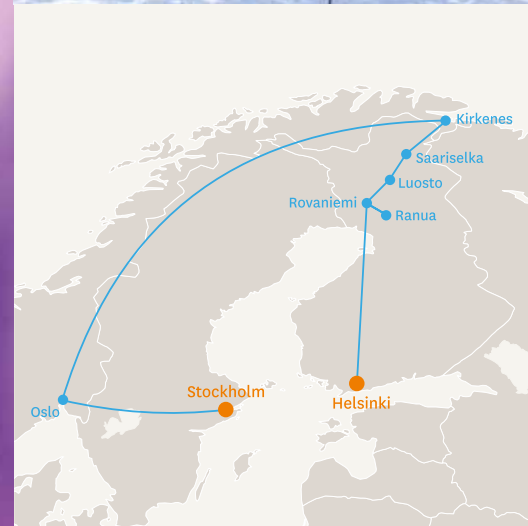 Kirkenes
Saariselka
Luosto
Rovaniemi
Ranua
Stockholm
Helsinki
Oslo